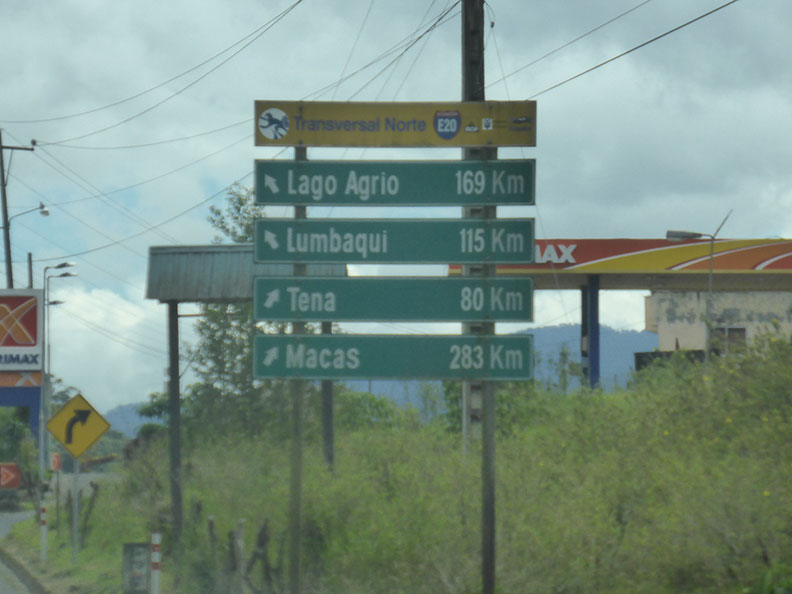 Transversal Norte E20
Lago Agrio 169 Km
Lumbaqui 115 Km
Tena 80 Km
Macas 283 Km
MAX
RIMAX